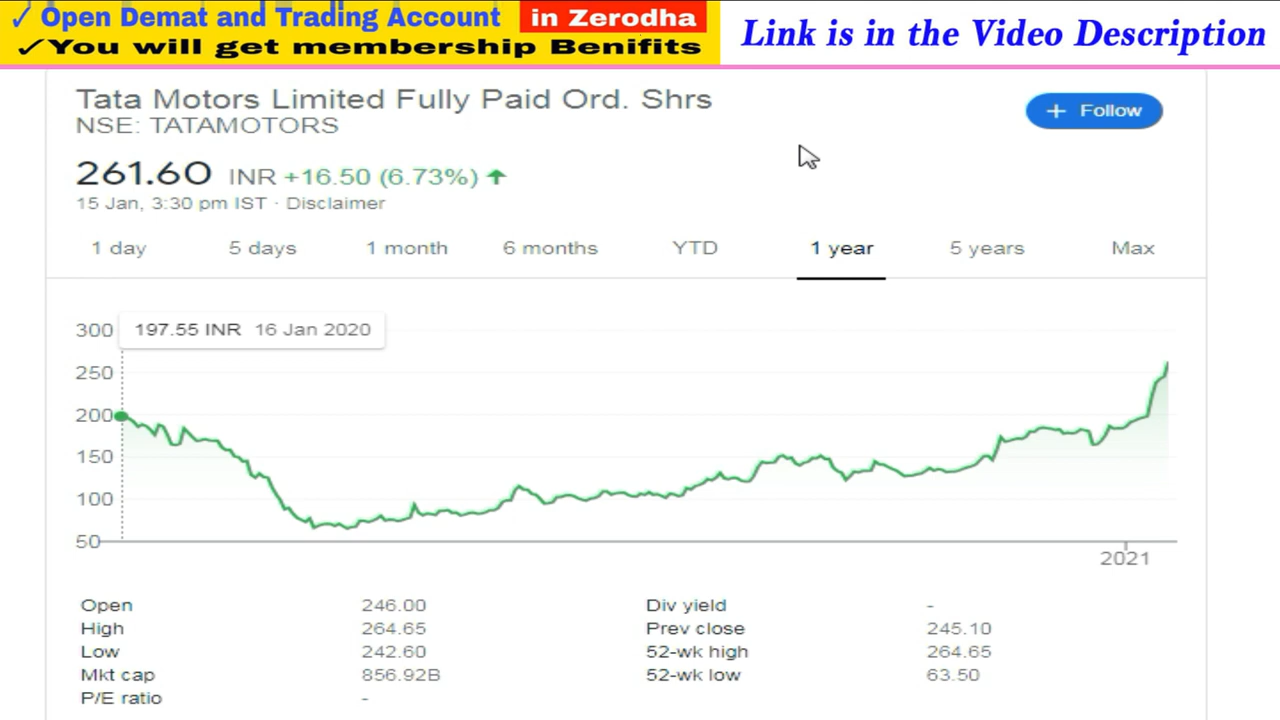 ✓ Open Demat and Trading Account in Zerodha
✓You will get membership Benifits
Link is in the Video Description
Tata Motors Limited Fully Paid Ord. Shrs
NSE: TATAMOTORS
+ Follow
261.60 INR +16.50 (6.73%) ↑
15 Jan, 3:30 pm IST · Disclaimer
1 day 5 days 1 month 6 months YTD 1 year 5 years Max
300
197.55 INR 16 Jan 2020
250
200
150
100
50
2021
Open 246.00 Div yield -
High 264.65 Prev close 245.10
Low 242.60 52-wk high 264.65
Mkt cap 856.92B 52-wk low 63.50
P/E ratio -